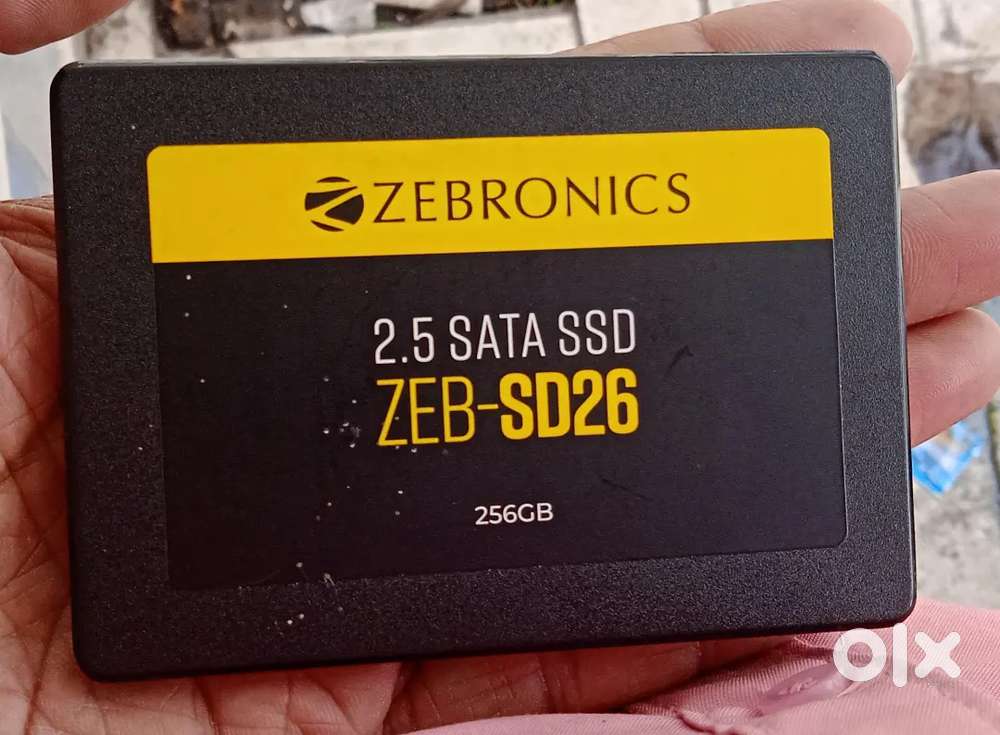 ZEBRONICS
2.5 SATA SSD
ZEB-SD26
256GB
olx